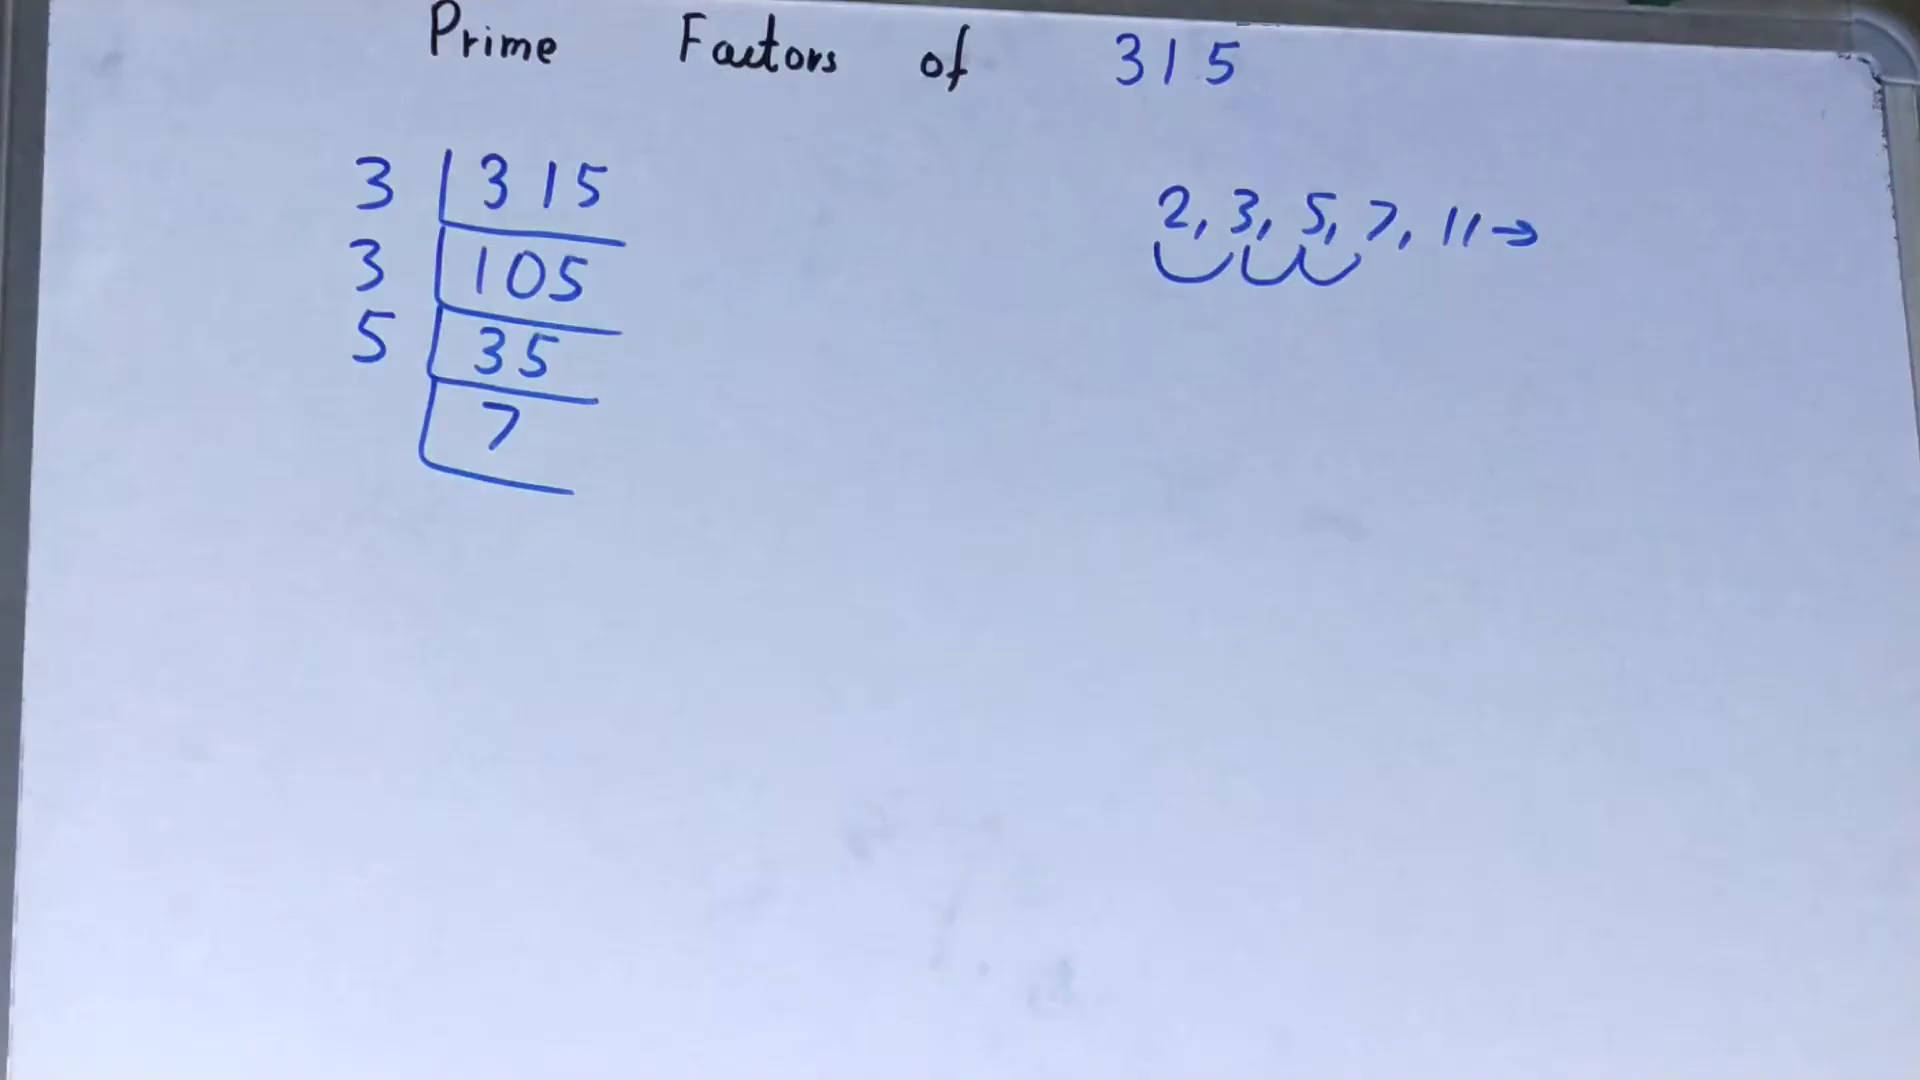 Prime Factors of 315
3 315
3 105
5 35
7
2, 3, 5, 7, 11→